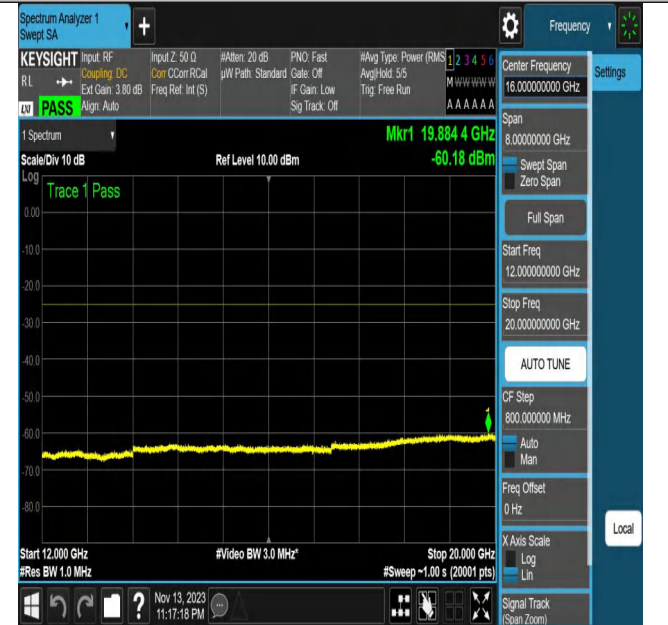 Spectrum Analyzer 1
Swept SA
+
Frequency
KEYSIGHT
RL
LXI PASS
Input: RF
Coupling: DC
Ext Gain: 3.80 dB
Align: Auto
Input Z: 50 Ω
Corr CCorr RCal
Freq Ref: Int (S)
#Atten: 20 dB
µW Path: Standard
PNO: Fast
Gate: Off
IF Gain: Low
Sig Track: Off
#Avg Type: Power (RMS
Avg|Hold: 5/5
Trig: Free Run
1 2 3 4 5 6
M W W W W W
A A A A A A
1 Spectrum
Mkr1 19.884 4 GHz
Scale/Div 10 dB
Ref Level 10.00 dBm
-60.18 dBm
Log
Trace 1 Pass
0.00
-10.0
-20.0
-30.0
-40.0
-50.0
-60.0
-70.0
-80.0
1
Start 12.000 GHz
#Video BW 3.0 MHz*
Stop 20.000 GHz
#Res BW 1.0 MHz
#Sweep ~1.00 s (20001 pts)
Nov 13, 2023
11:17:18 PM
?
Center Frequency
16.000000000 GHz
Settings
Span
8.00000000 GHz
Swept Span
Zero Span
Full Span
Start Freq
12.000000000 GHz
Stop Freq
20.000000000 GHz
AUTO TUNE
CF Step
800.000000 MHz
Auto
Man
Freq Offset
0 Hz
Local
X Axis Scale
Log
Lin
Signal Track
(Span Zoom)